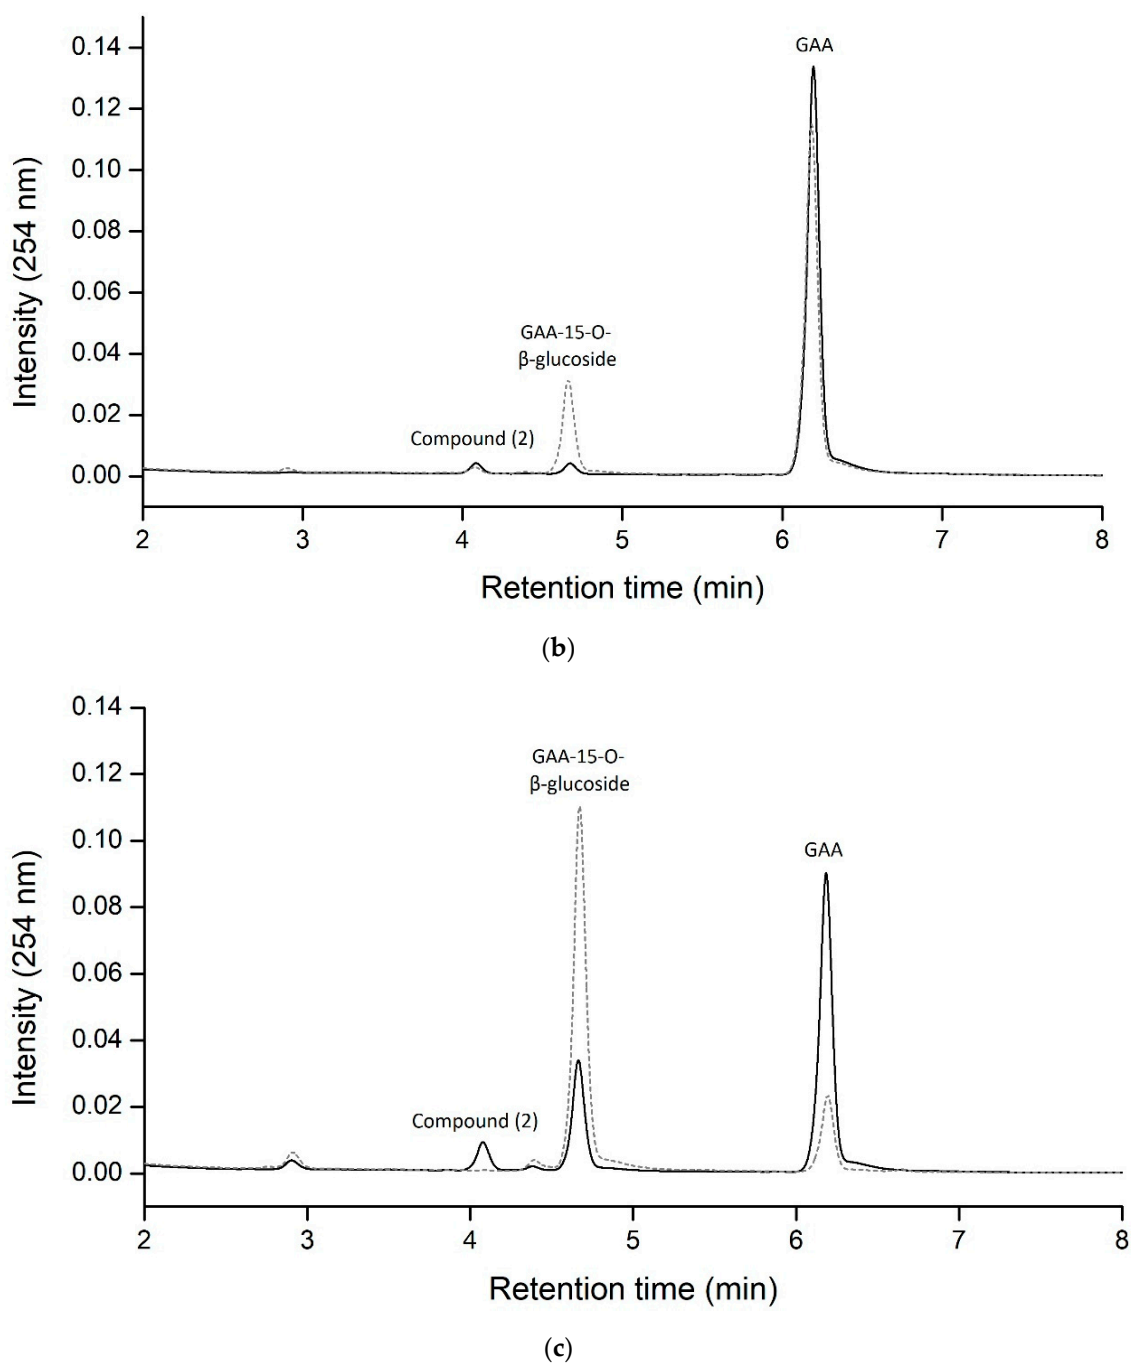 0.14
0.12
0.10
0.08
0.06
0.04
0.02
0.00
Intensity (254 nm)
GAA
GAA-15-O-
β-glucoside
Compound (2)
2 3 4 5 6 7 8
Retention time (min)
(b)
0.14
0.12
0.10
0.08
0.06
0.04
0.02
0.00
Intensity (254 nm)
GAA-15-O-
β-glucoside
GAA
Compound (2)
2 3 4 5 6 7 8
Retention time (min)
(c)